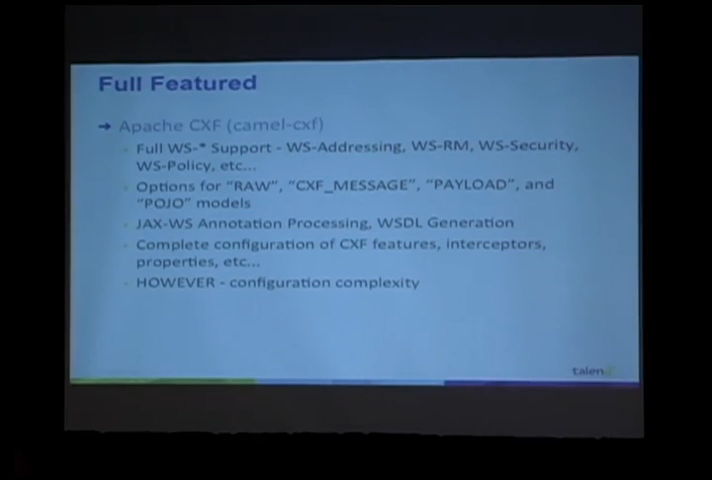 Full Featured
→ Apache CXF (camel-cxf)
- Full WS-* Support - WS-Addressing, WS-RM, WS-Security,
WS-Policy, etc...
- Options for "RAW", "CXF_MESSAGE", "PAYLOAD", and
"POJO" models
- JAX-WS Annotation Processing, WSDL Generation
- Complete configuration of CXF features, interceptors,
properties, etc...
- HOWEVER - configuration complexity
talend